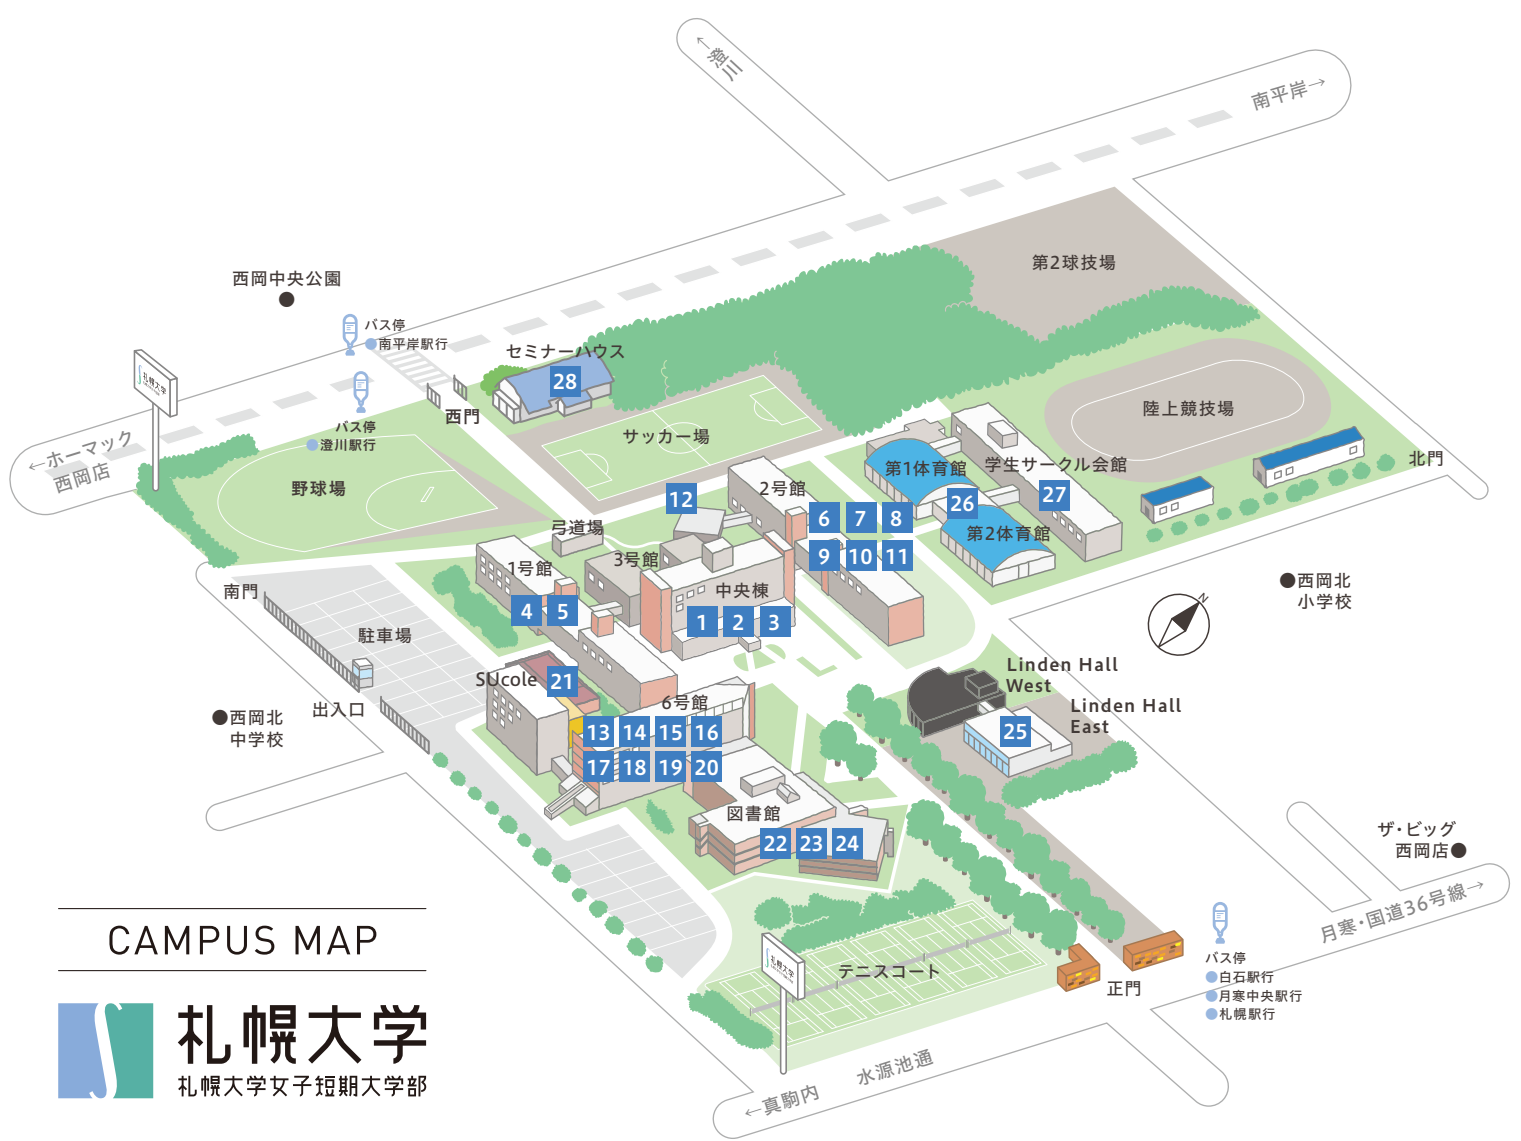 ←澄川
南平岸→
第2球技場
西岡中央公園
バス停
南平岸駅行
セミナーハウス
28
札幌大学
バス停
澄川駅行
西門
サッカー場
陸上競技場
←ホーマック
西岡店
野球場
第1体育館
学生サークル会館
北門
12
2号館
26
27
6 7 8
第2体育館
弓道場
9 10 11
3号館
1号館
南門
中央棟
西岡北
小学校
N
4 5
1 2 3
駐車場
SUcole
21
Linden Hall
West
出入口
6号館
Linden Hall
East
西岡北
中学校
13 14 15 16
25
17 18 19 20
図書館
22 23 24
ザ・ビッグ
西岡店
月寒・国道36号線→
CAMPUS MAP
札幌大学
テニスコート
正門
バス停
白石駅行
月寒中央駅行
札幌駅行
札幌大学
札幌大学女子短期大学部
水源池通
←真駒内